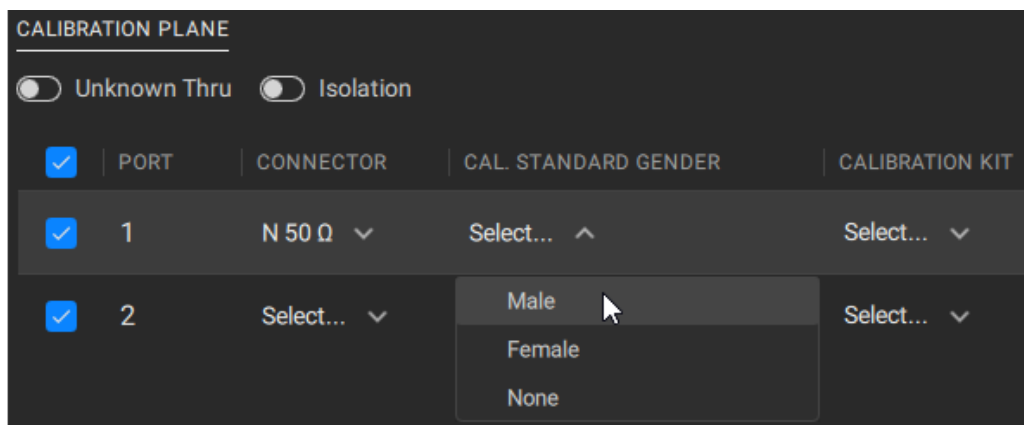 CALIBRATION PLANE
Unknown Thru Isolation
PORT CONNECTOR CAL. STANDARD GENDER CALIBRATION KIT
1 N 50 Ω Select... Select...
2 Select... Select...
Male
Female
None